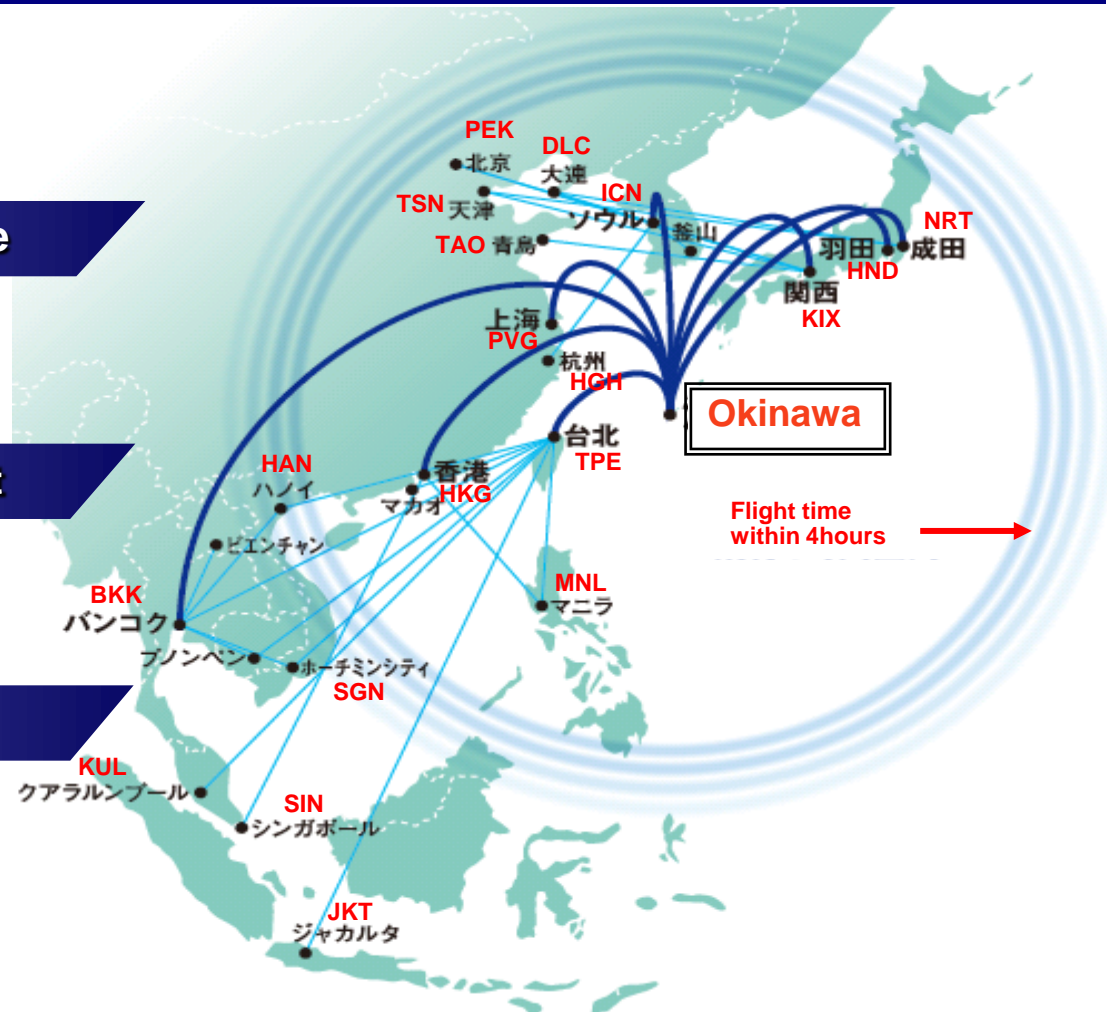 PEK
北京
DLC
大連
TSN 天津
ICN
ソウル
釜山
TAO 青島
NRT
羽田
成田
HND
関西
KIX
e
上海
PVG
杭州
HGH
Okinawa
台北
TPE
t
HAN
ハノイ
香港
HKG
マカオ
Flight time
within 4hours
ビエンチャン
BKK
バンコク
MNL
マニラ
プノンペン
ホーチミンシティ
SGN
KUL
クアラルンプール
SIN
シンガポール
JKT
ジャカルタ